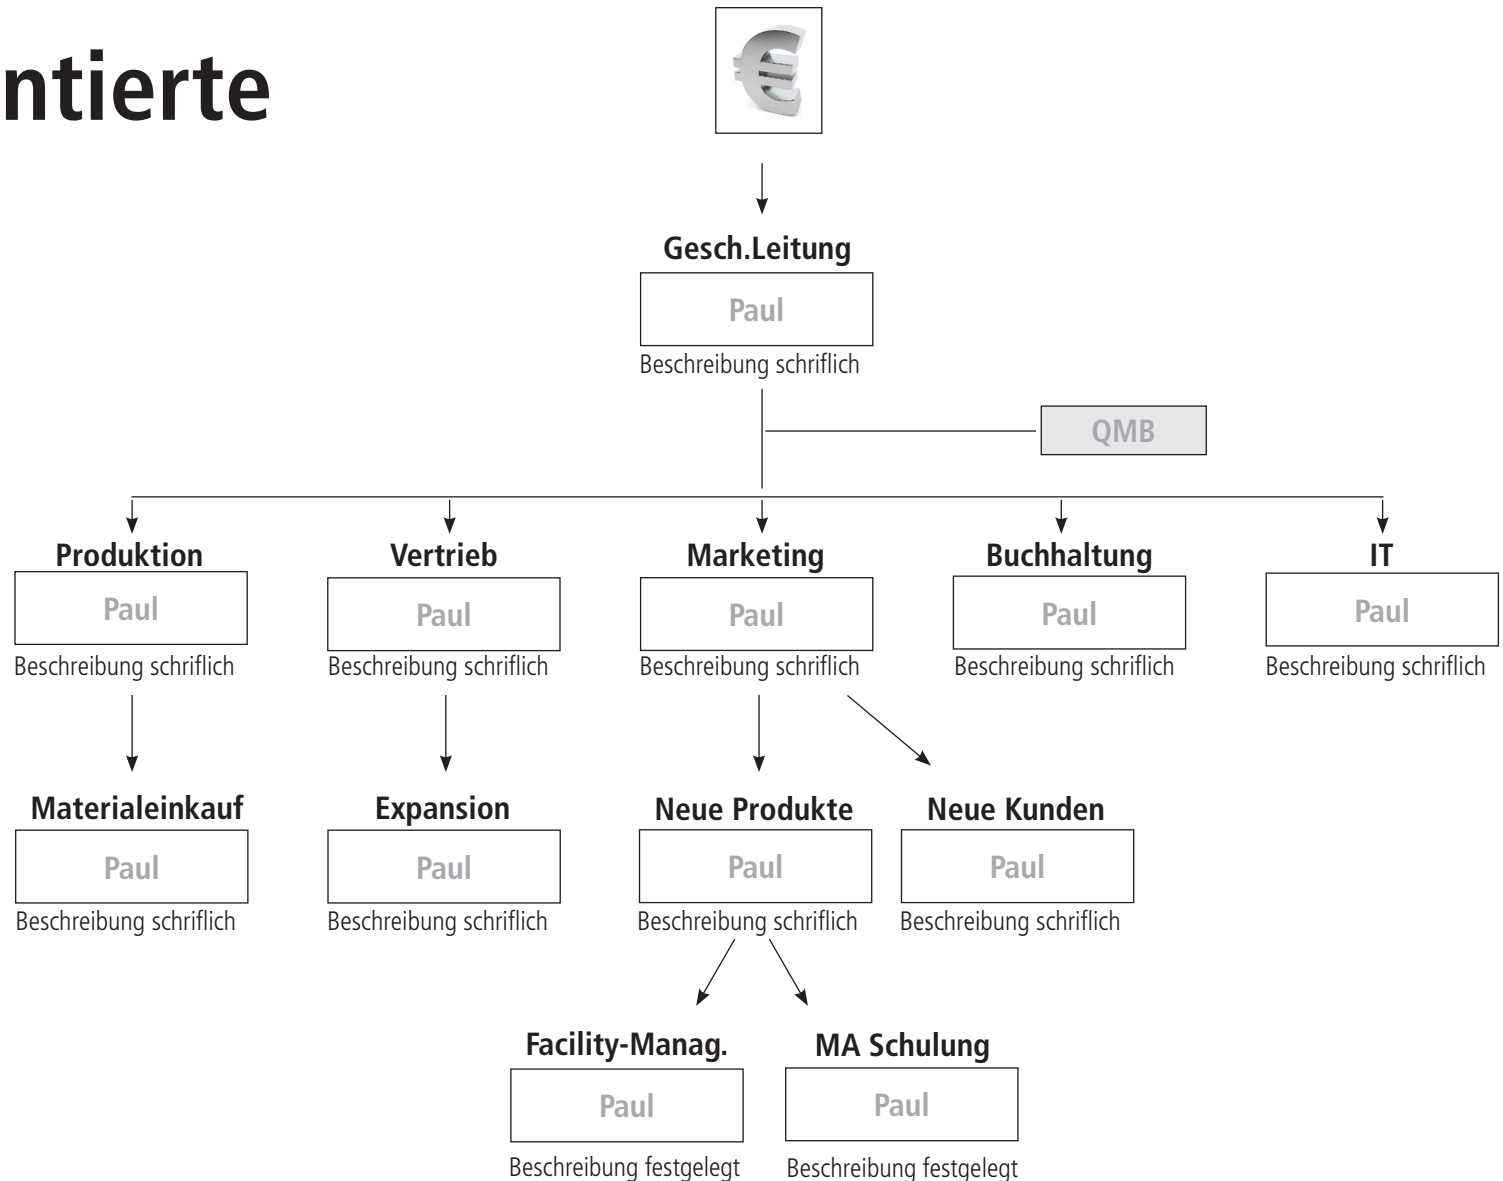 ntierte
Gesch.Leitung
Paul
Beschreibung schriflich
QMB
Produktion Vertrieb Marketing Buchhaltung IT
Paul Paul Paul Paul Paul
Beschreibung schriflich Beschreibung schriflich Beschreibung schriflich Beschreibung schriflich Beschreibung schriflich
Materialeinkauf Expansion Neue Produkte Neue Kunden
Paul Paul Paul Paul
Beschreibung schriflich Beschreibung schriflich Beschreibung schriflich Beschreibung schriflich
Facility-Manag. MA Schulung
Paul Paul
Beschreibung festgelegt Beschreibung festgelegt